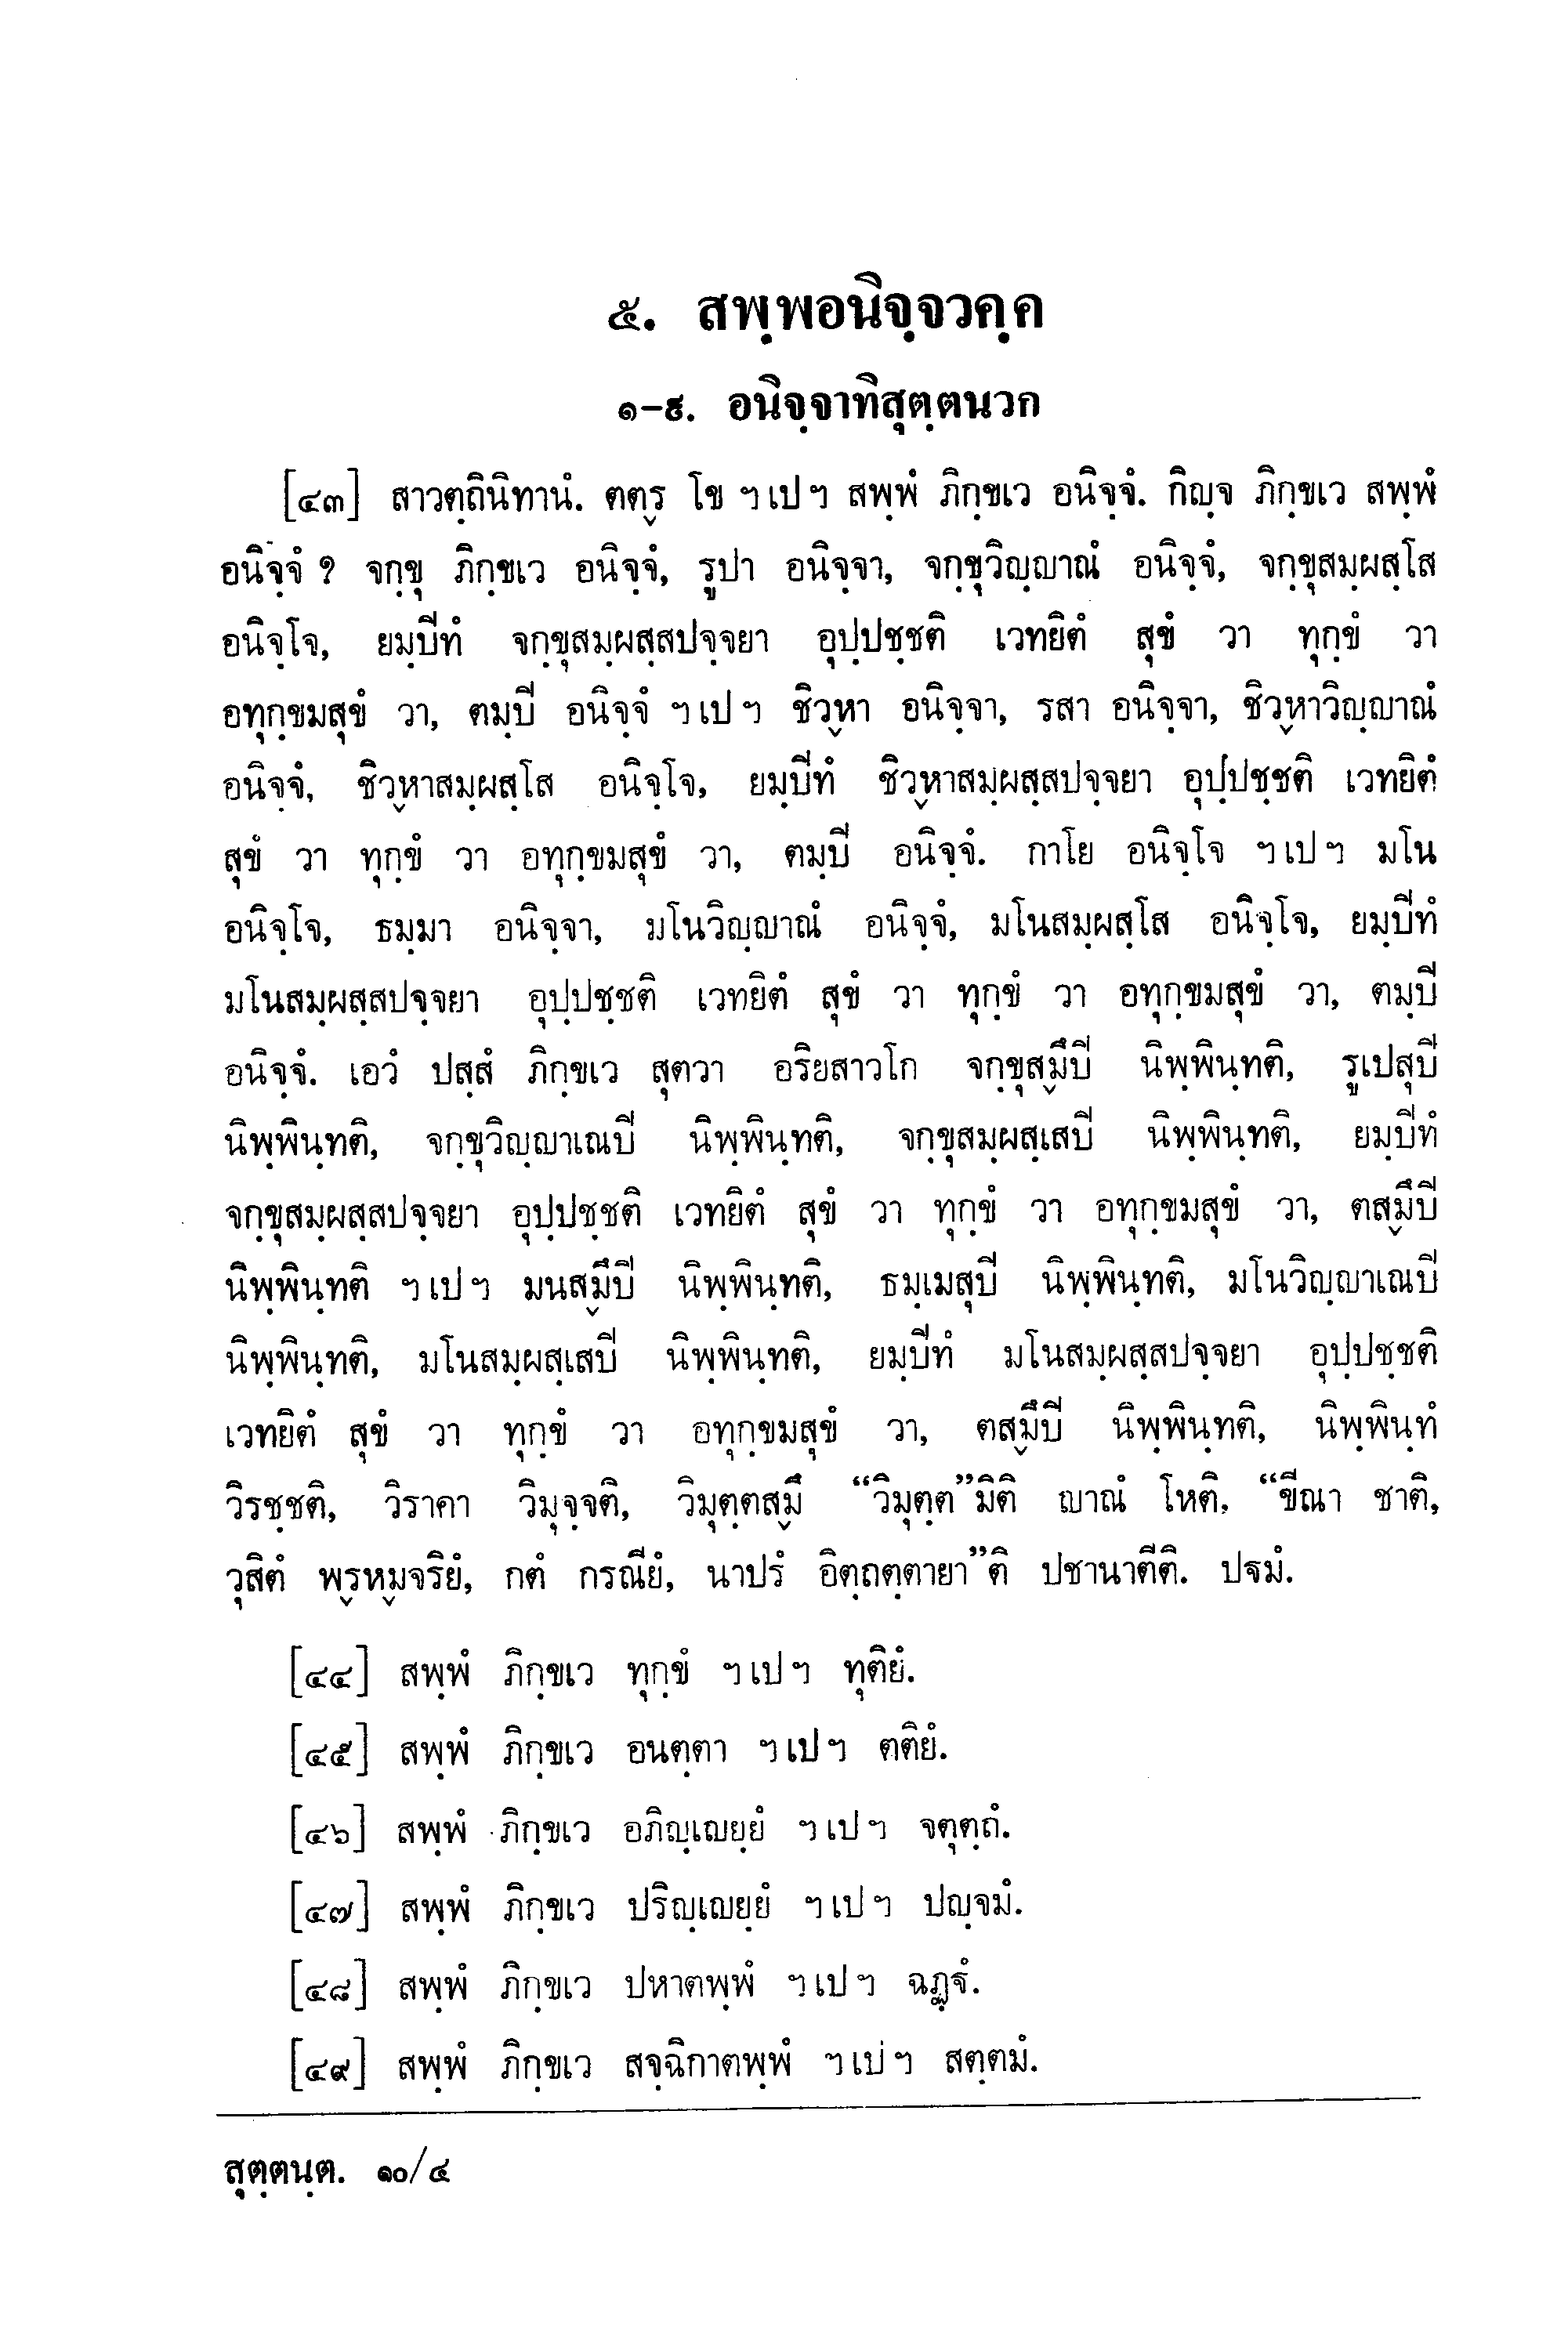 ๕. สพฺพอนิจฺจวคฺค
๑-๙. อนิจฺจาทิสุตฺตนวก
[๔๓] สาวตฺถินิทานํ. ตตฺร โข ฯ เป ฯ สพฺพํ ภิกฺขเว อนิจฺจํ. กิญฺจ ภิกฺขเว สพฺพํ
อนิจฺจํ ? จกฺขุ ภิกฺขเว อนิจฺจํ, รูปา อนิจฺจา, จกฺขุวิญฺญาณํ อนิจฺจํ, จกฺขุสมฺผสฺโส
อนิจฺโจ, ยมฺปีทํ จกฺขุสมฺผสฺสปจฺจยา อุปฺปชฺชติ เวทยิตํ สุขํ วา ทุกฺขํ วา
อทุกฺขมสุขํ วา, ตมฺปิ อนิจฺจํ ฯ เป ฯ ชิวฺหา อนิจฺจา, รสา อนิจฺจา, ชิวฺหาวิญฺญาณํ
อนิจฺจํ, ชิวฺหาสมฺผสฺโส อนิจฺโจ, ยมฺปีทํ ชิวฺหาสมฺผสฺสปจฺจยา อุปฺปชฺชติ เวทยิตํ
สุขํ วา ทุกฺขํ วา อทุกฺขมสุขํ วา, ตมฺปิ อนิจฺจํ. กาโย อนิจฺโจ ฯ เป ฯ มโน
อนิจฺโจ, ธมฺมา อนิจฺจา, มโนวิญฺญาณํ อนิจฺจํ, มโนสมฺผสฺโส อนิจฺโจ, ยมฺปีทํ
มโนสมฺผสฺสปจฺจยา อุปฺปชฺชติ เวทยิตํ สุขํ วา ทุกฺขํ วา อทุกฺขมสุขํ วา, ตมฺปิ
อนิจฺจํ. เอวํ ปสฺสํ ภิกฺขเว สุตวา อริยสาวโก จกฺขุสฺมึปิ นิพฺพินฺทติ, รูเปสุปิ
นิพฺพินฺทติ, จกฺขุวิญฺญาเณปิ นิพฺพินฺทติ, จกฺขุสมฺผสฺเสปิ นิพฺพินฺทติ, ยมฺปีทํ
จกฺขุสมฺผสฺสปจฺจยา อุปฺปชฺชติ เวทยิตํ สุขํ วา ทุกฺขํ วา อทุกฺขมสุขํ วา, ตสฺมึปิ
นิพฺพินฺทติ ฯ เป ฯ มนสฺมึปิ นิพฺพินฺทติ, ธมฺเมสุปิ นิพฺพินฺทติ, มโนวิญฺญาเณปิ
นิพฺพินฺทติ, มโนสมฺผสฺเสปิ นิพฺพินฺทติ, ยมฺปีทํ มโนสมฺผสฺสปจฺจยา อุปฺปชฺชติ
เวทยิตํ สุขํ วา ทุกฺขํ วา อทุกฺขมสุขํ วา, ตสฺมึปิ นิพฺพินฺทติ, นิพฺพินฺทํ
วิรชฺชติ, วิราคา วิมุจฺจติ, วิมุตฺตสฺมึ “วิมุตฺต”มิติ ญาณํ โหติ, “ขีณา ชาติ,
วุสิตํ พฺรหฺมจริยํ, กตํ กรณียํ, นาปรํ อิตฺถตฺตายา”ติ ปชานาตีติ. ปฐมํ.
[๔๔] สพฺพํ ภิกฺขเว ทุกฺขํ ฯ เป ฯ ทุติยํ.
[๔๕] สพฺพํ ภิกฺขเว อนตฺตา ฯ เป ฯ ตติยํ.
[๔๖] สพฺพํ ภิกฺขเว อภิญฺเญยฺยํ ฯ เป ฯ จตุตฺถํ.
[๔๗] สพฺพํ ภิกฺขเว ปริญฺเญยฺยํ ฯ เป ฯ ปญฺจมํ.
[๔๘] สพฺพํ ภิกฺขเว ปหาตพฺพํ ฯ เป ฯ ฉฏฺฐํ.
[๔๙] สพฺพํ ภิกฺขเว สจฺฉิกาตพฺพํ ฯ เป ฯ สตฺตมํ.
สุตฺตนฺต. ๑๐/๔